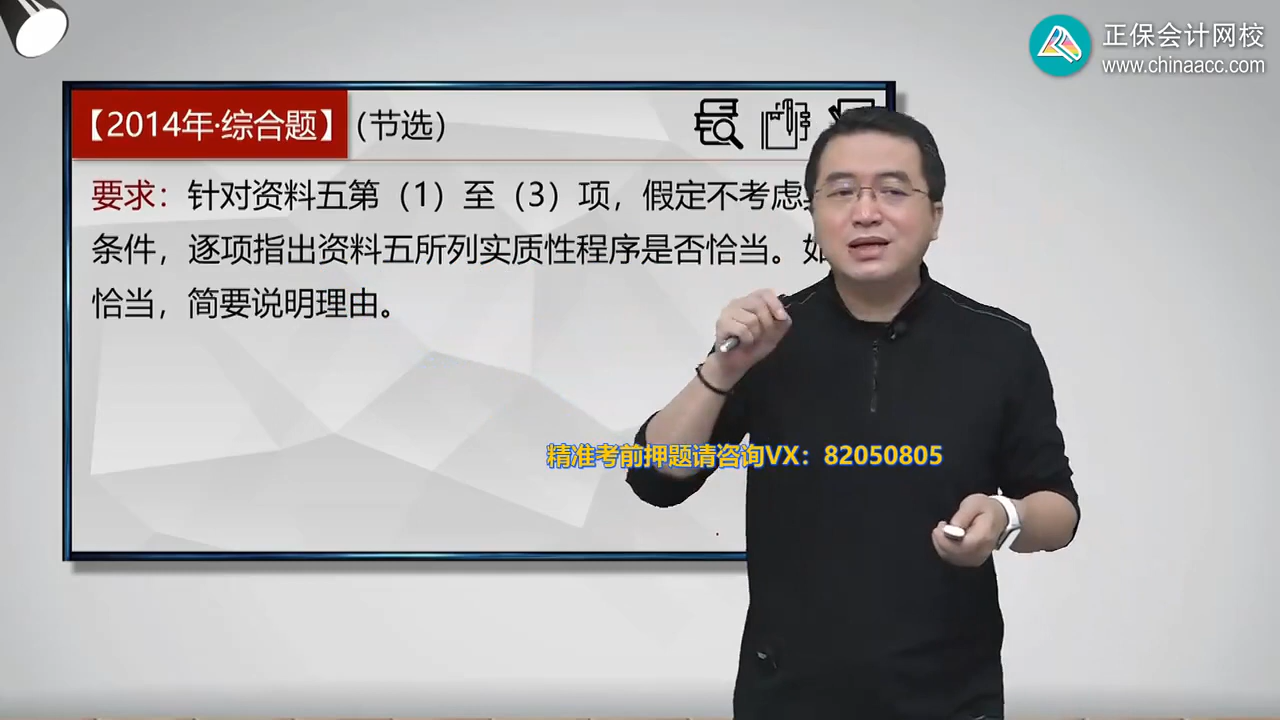 正保会计网校
www.chinaacc.com
【2014年·综合题】（节选）
要求：针对资料五第（1）至（3）项，假定不考虑
条件，逐项指出资料五所列实质性程序是否恰当。如
恰当，简要说明理由。
精准考前押题请咨询VX：82050805